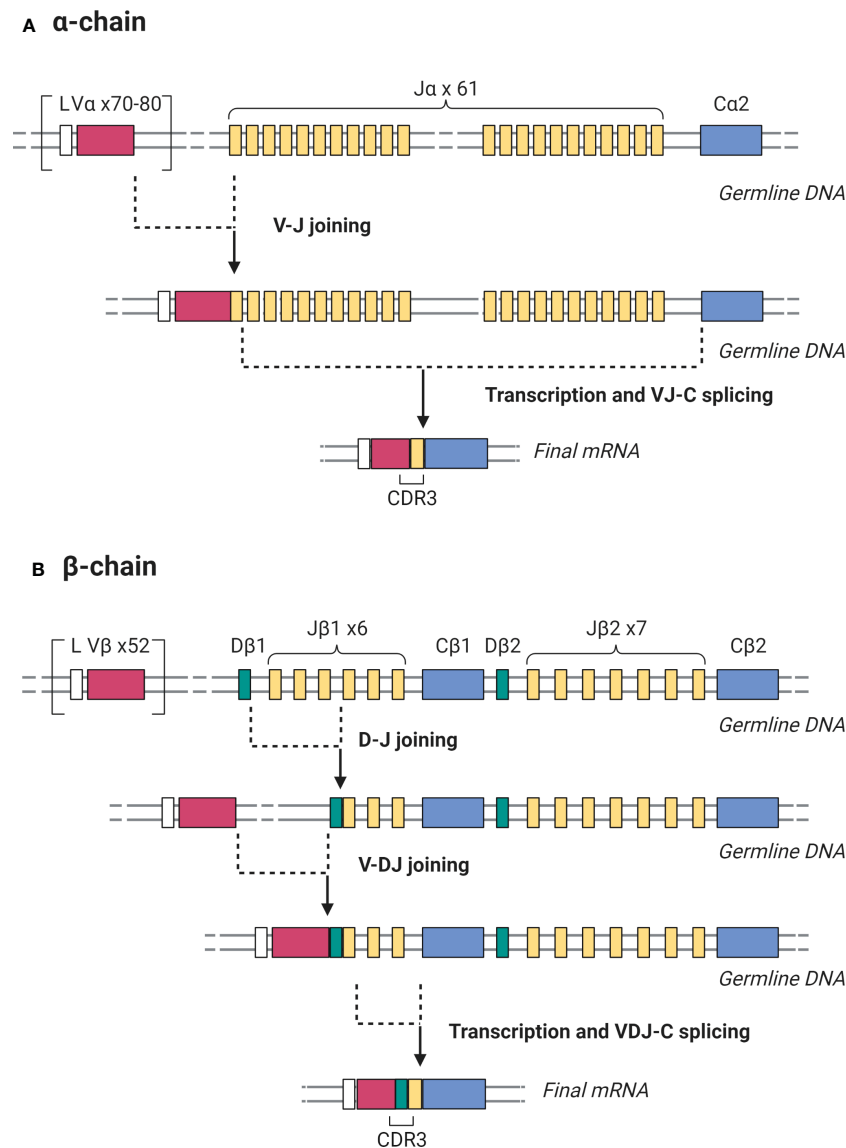 A α-chain
LVα x70-80
Jα x 61
Cα2
Germline DNA
V-J joining
Germline DNA
Transcription and VJ-C splicing
Final mRNA
CDR3
B β-chain
L Vβ x52
Dβ1
Jβ1 x6
Cβ1
Dβ2
Jβ2 x7
Cβ2
Germline DNA
D-J joining
Germline DNA
V-DJ joining
Germline DNA
Transcription and VDJ-C splicing
Final mRNA
CDR3